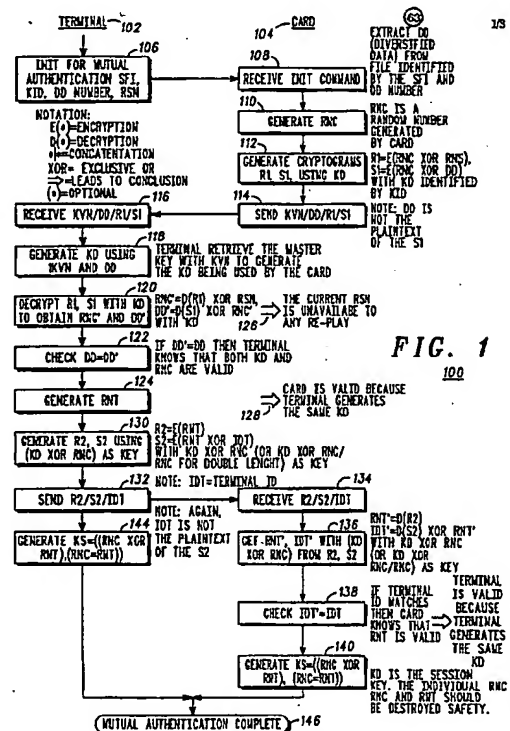 TERMINAL
102
CARD
104
63
1/3
106
INIT FOR MUTUAL
AUTHENTICATION SFI,
KID, DD NUMBER, RSN
108
RECEIVE INIT COMMAND
EXTRACT DD
(DIVERSIFIED
DATA) FROM
FILE IDENTIFIED
BY THE SFI AND
DD NUMBER
110
GENERATE RNC
RNC IS A
RANDOM NUMBER
GENERATED
BY CARD
NOTATION:
E(•)=ENCRYPTION
D(•)=DECRYPTION
•|•=CONCATENTATION
XOR= EXCLUSIVE OR
⇒=LEADS TO CONCLUSION
(•)=OPTIONAL
112
GENERATE CRYPTOGRAMS
R1, S1, USING KD
R1=E(RNC XOR RNS),
S1=E(RNC XOR DD)
WITH KD IDENTIFIED
BY KID
114
SEND KVN/DD/R1/S1
NOTE: DD IS
NOT THE
PLAINTEXT
OF THE S1
116
RECEIVE KVN/DD/R1/S1
118
GENERATE KD USING
KVN AND DD
TERMINAL RETRIEVE THE MASTER
KEY WITH KVN TO GENERATE
THE KD BEING USED BY THE CARD
120
DECRYPT R1, S1 WITH KD
TO OBTAIN RNC' AND DD'
RNC'=D(R1) XOR RSN,
DD'=D(S1) XOR RNC'
WITH KD
126
⇒ THE CURRENT RSN
IS UNAVAILABE TO
ANY RE-PLAY
122
CHECK DD=DD'
IF DD'=DD THEN TERMINAL
KNOWS THAT BOTH KD AND
RNC ARE VALID
FIG. 1
100
124
GENERATE RNT
128
⇒ CARD IS VALID BECAUSE
TERMINAL GENERATES
THE SAME KD
130
GENERATE R2, S2 USING
(KD XOR RNC) AS KEY
R2=E(RNT)
S2=E(RNT XOR IDT)
WITH KD XOR RNC (OR KD XOR RNC/
RNC FOR DOUBLE LENGHT) AS KEY
132
SEND R2/S2/IDT
NOTE: IDT=TERMINAL ID
134
RECEIVE R2/S2/IDT
144
GENERATE KS=((RNC XOR
RNT),(RNC=RNT))
NOTE: AGAIN,
IDT IS NOT
THE PLAINTEXT
OF THE S2
136
GET RNT', IDT' WITH (KD
XOR RNC) FROM R2, S2
RNT'=D(R2)
IDT'=D(S2) XOR RNT'
WITH KD XOR RNC
(OR KD XOR
RNC/RNC) AS KEY
138
CHECK IDT'=IDT
IF TERMINAL
ID MATCHES
THEN CARD
KNOWS THAT
RNT IS VALID
⇒ TERMINAL
IS VALID
BECAUSE
TERMINAL
GENERATES
THE SAME
KD
140
GENERATE KS=((RNC XOR
RNT), (RNC=RNT))
KD IS THE SESSION
KEY. THE INDIVIDUAL RNC
RNC AND RNT SHOULD
BE DESTROYED SAFETY.
MUTUAL AUTHENTICATION COMPLETE
146